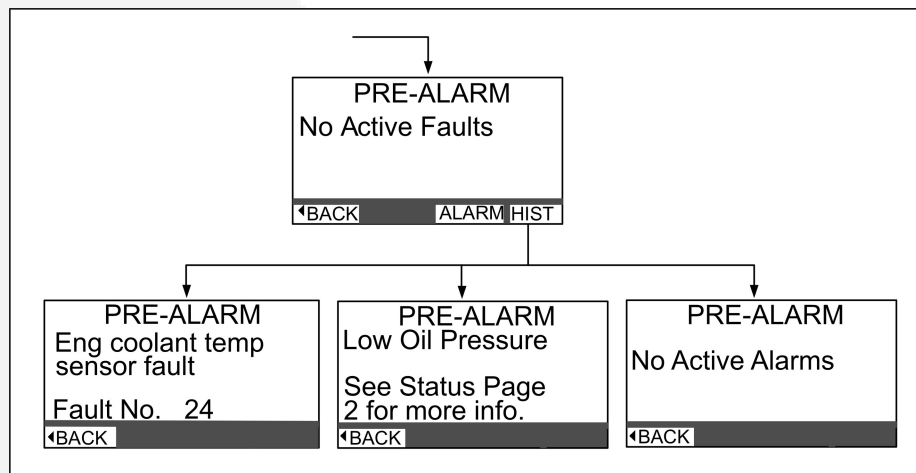 PRE-ALARM
No Active Faults
BACK ALARM HIST
PRE-ALARM
Eng coolant temp
sensor fault
Fault No. 24
BACK
PRE-ALARM
Low Oil Pressure
See Status Page
2 for more info.
BACK
PRE-ALARM
No Active Alarms
BACK